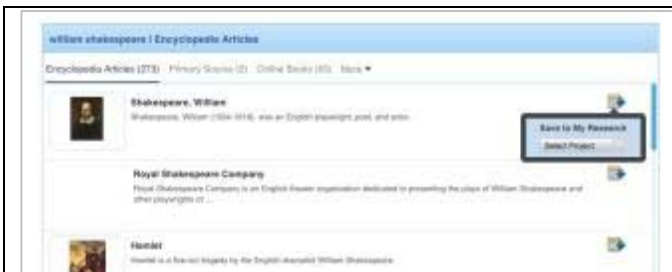 william shakespeare | Encyclopedia Articles
Encyclopedia Articles (273) Primary Source (2) Online Books (65) More
Shakespeare, William
Shakespeare, William (1564-1616), was an English playwright, poet, and actor.
Save to My Research
Select Project
Royal Shakespeare Company
Royal Shakespeare Company is an English theater organization dedicated to presenting the plays of William Shakespeare and
other playwrights of ...
Hamlet
Hamlet is a five-act tragedy by the English dramatist William Shakespeare.